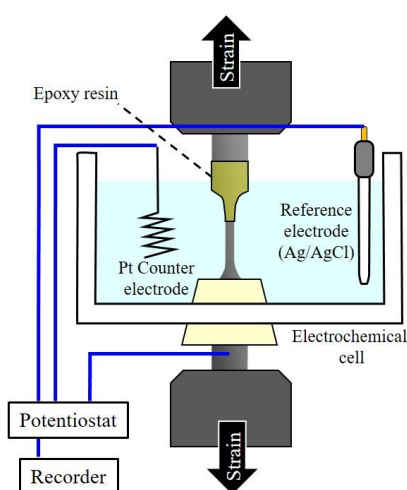 Strain
Epoxy resin
Reference
electrode
(Ag/AgCl)
Pt Counter
electrode
Electrochemical
cell
Potentiostat
Strain
Recorder